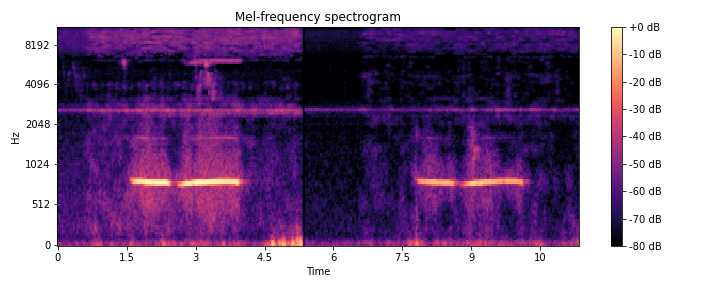 Mel-frequency spectrogram
8192
4096
2048
1024
512
0
Hz
0 1.5 3 4.5 6 7.5 9 10
Time
+0 dB
-10 dB
-20 dB
-30 dB
-40 dB
-50 dB
-60 dB
-70 dB
-80 dB